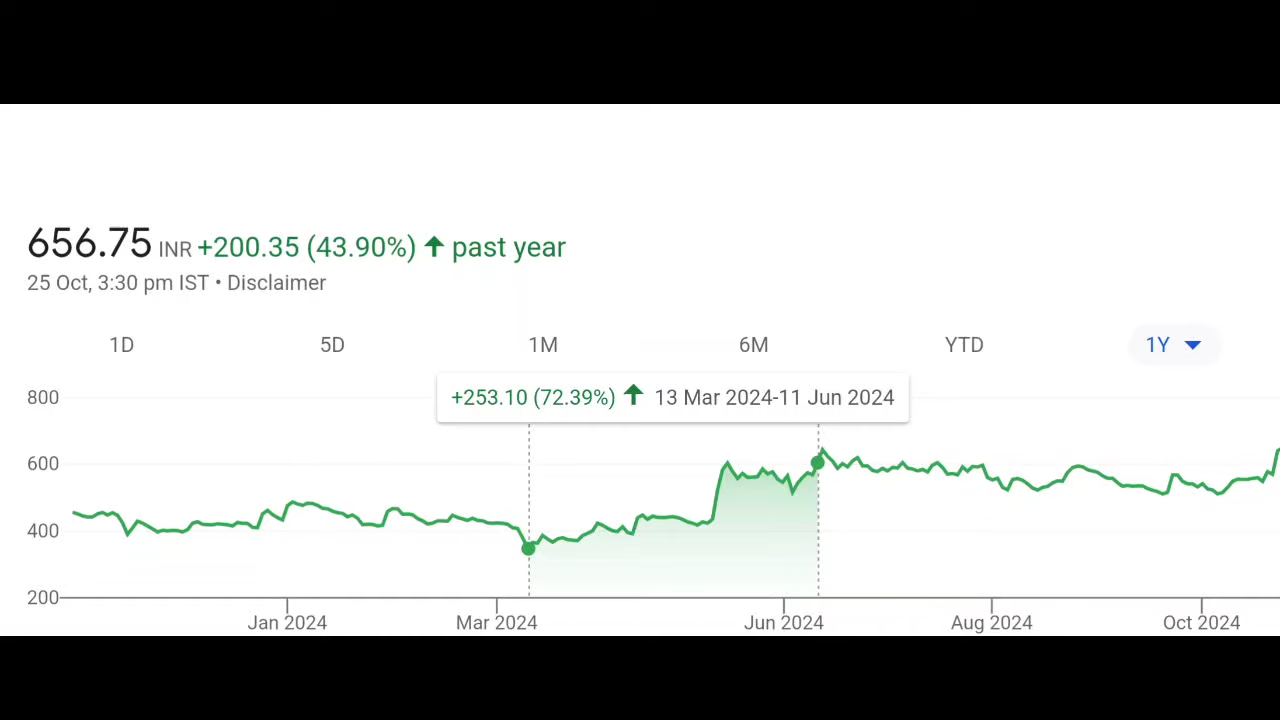 656.75 INR +200.35 (43.90%) ↑ past year
25 Oct, 3:30 pm IST • Disclaimer
1D 5D 1M 6M YTD 1Y
+253.10 (72.39%) ↑ 13 Mar 2024-11 Jun 2024
800
600
400
200
Jan 2024 Mar 2024 Jun 2024 Aug 2024 Oct 2024